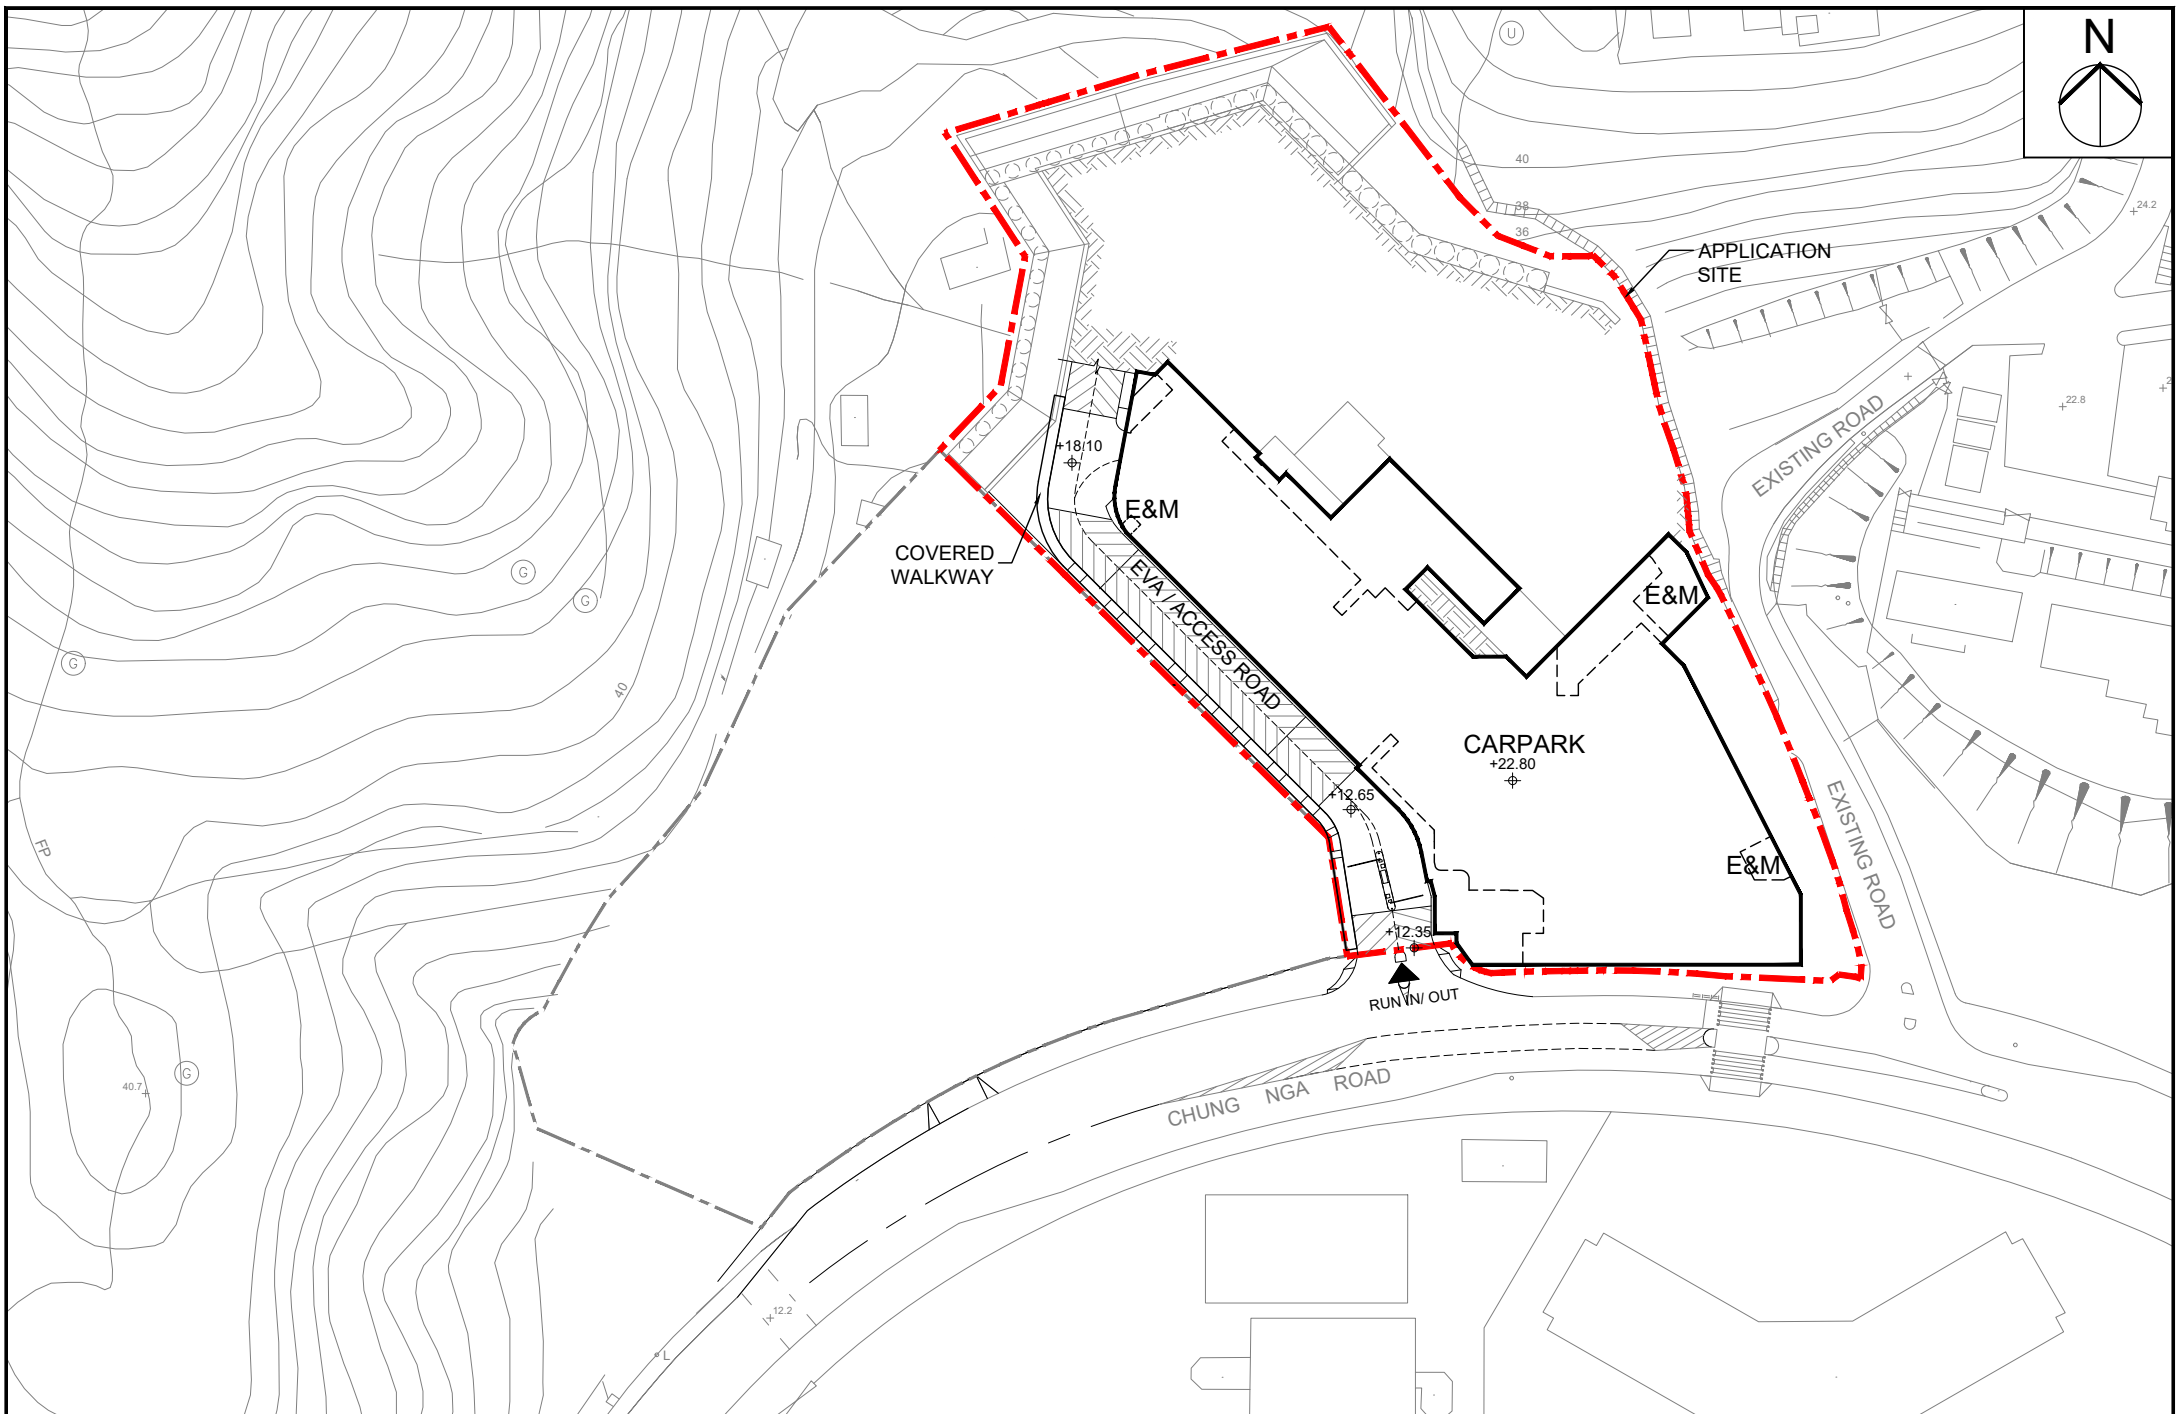 N
U
40
38
36
24.2
APPLICATION
SITE
22.8
EXISTING ROAD
+18.10
E&M
COVERED
WALKWAY
EVA / ACCESS ROAD
G
G
G
E&M
40
CARPARK
+22.80
+12.65
EXISTING ROAD
FP
E&M
+12.35
RUN IN/ OUT
G
40.7
CHUNG NGA ROAD
12.2
L